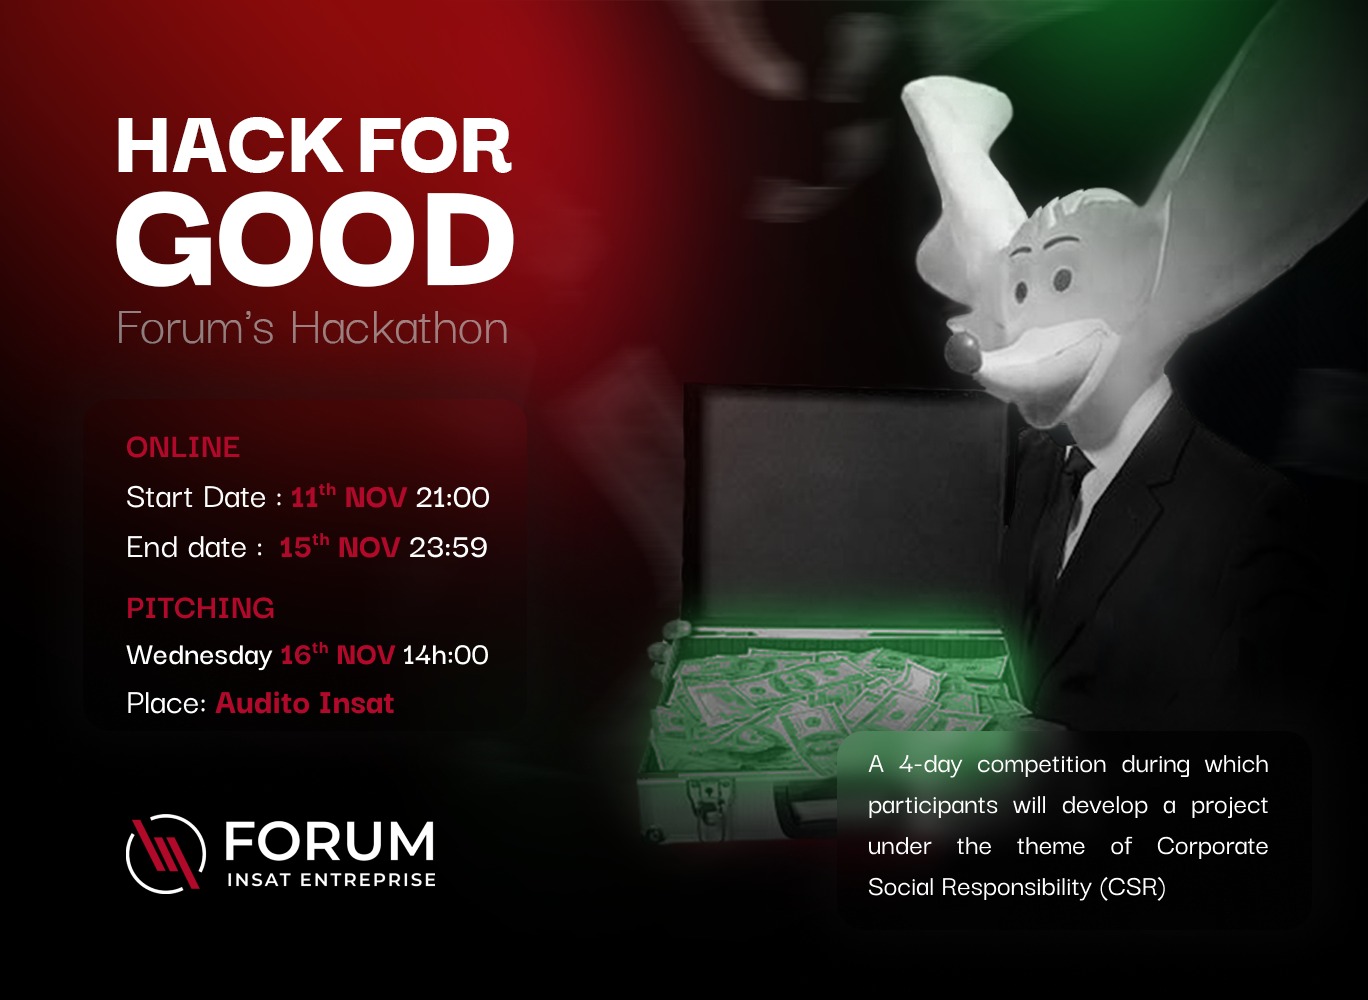 HACK FOR
GOOD
Forum's Hackathon
ONLINE
Start Date : 11th NOV 21:00
End date : 15th NOV 23:59
PITCHING
Wednesday 16th NOV 14h:00
Place: Audito Insat
FORUM
INSAT ENTREPRISE
A 4-day competition during which
participants will develop a project
under the theme of Corporate
Social Responsibility (CSR)